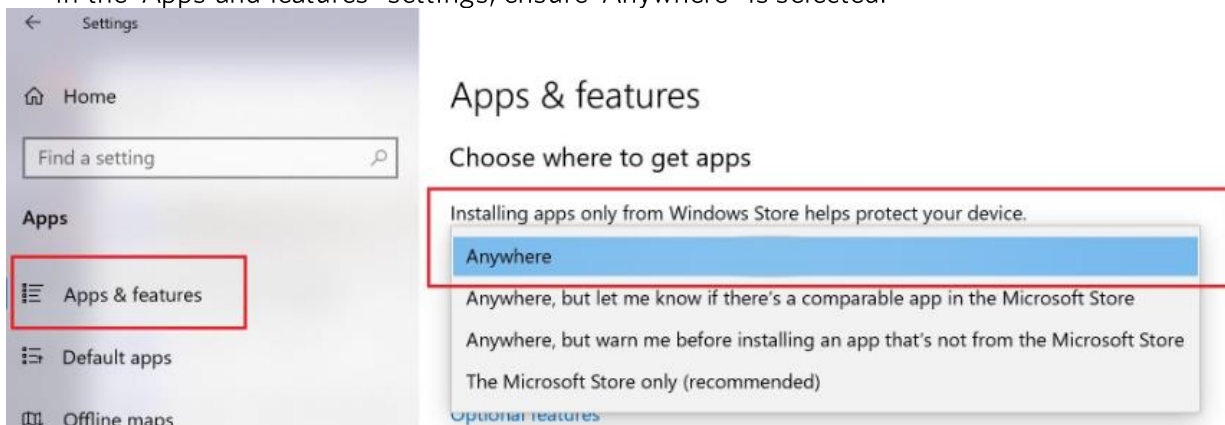 In the "Apps and features" settings, ensure "Anywhere" is selected.
Settings
Home
Find a setting
Apps
Apps & features
Default apps
Offline maps
Apps & features
Choose where to get apps
Installing apps only from Windows Store helps protect your device.
Anywhere
Anywhere, but let me know if there's a comparable app in the Microsoft Store
Anywhere, but warn me before installing an app that's not from the Microsoft Store
The Microsoft Store only (recommended)
Optional features